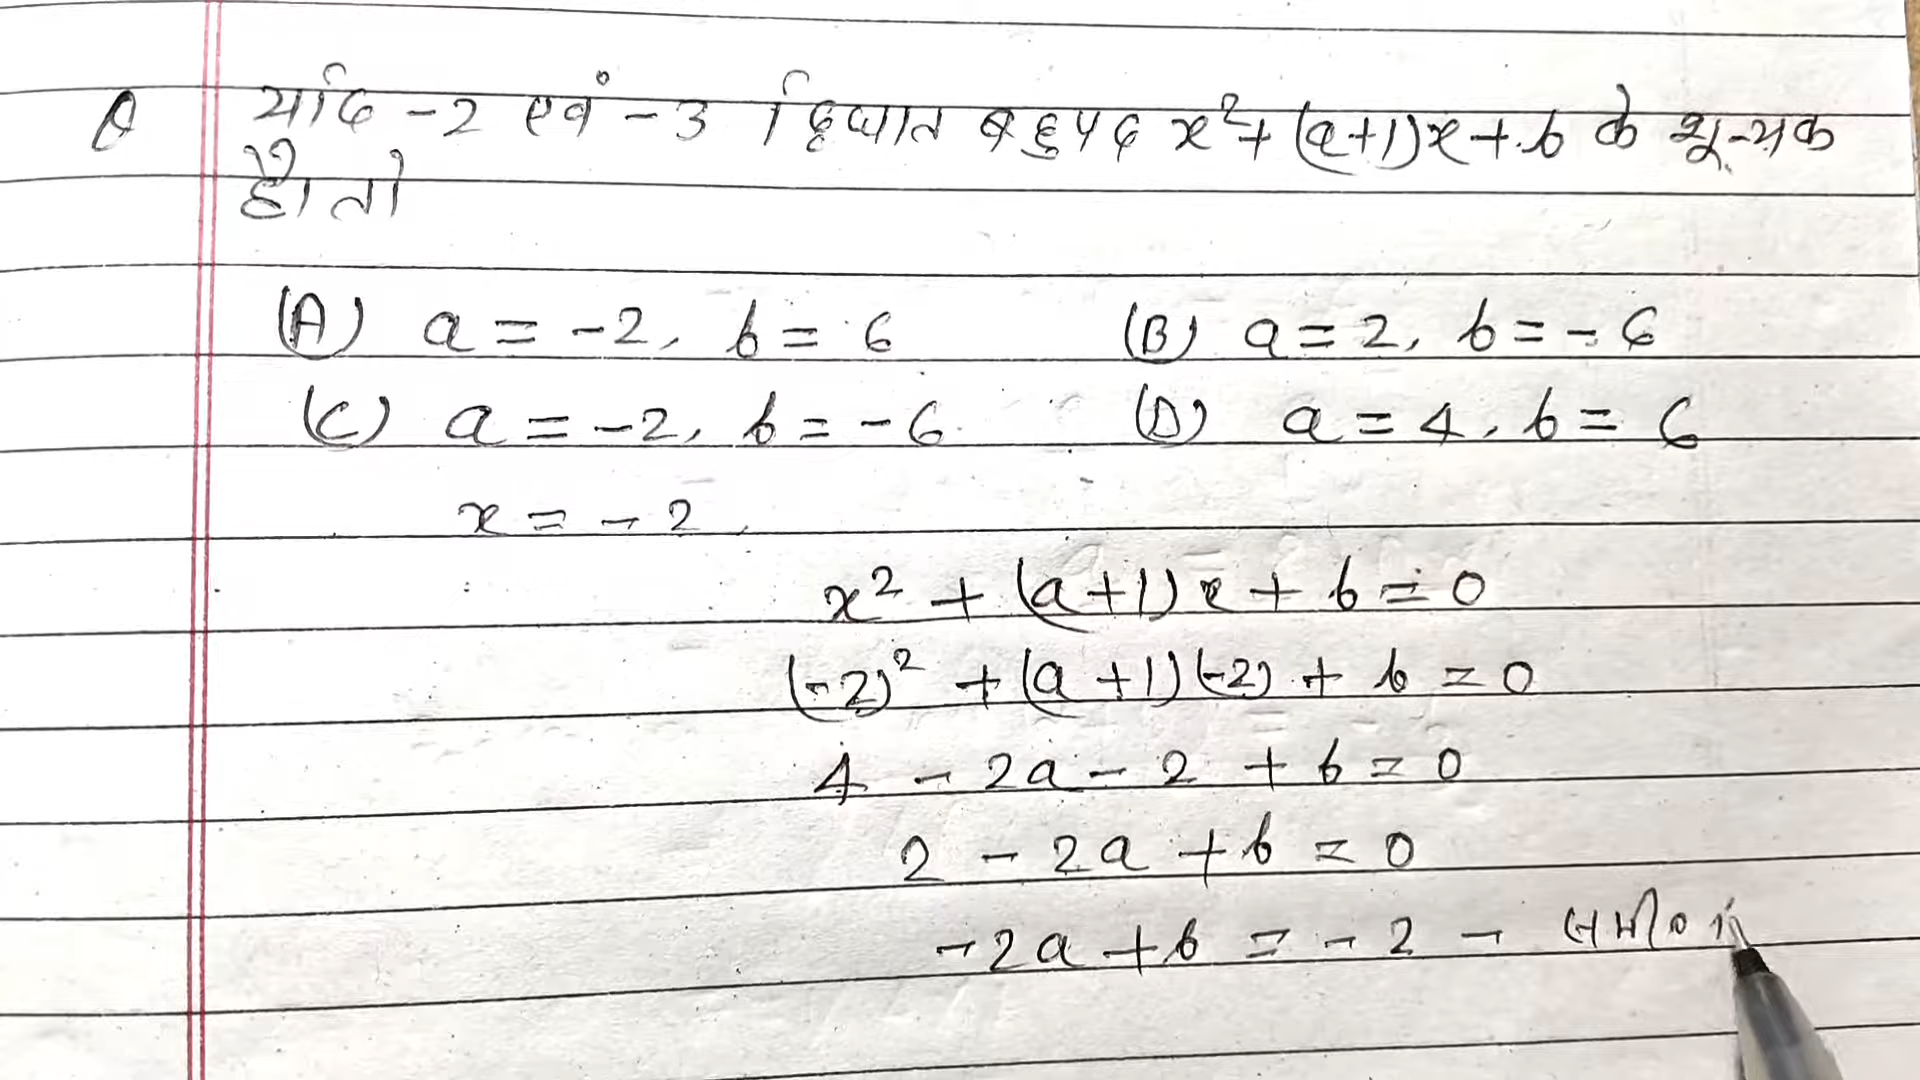 Q यदि -2 एवं -3 द्विघात बहुपद x² + (a+1)x + b के शून्यक
हो तो
(A) a = -2, b = 6 (B) a = 2, b = -6
(C) a = -2, b = -6 (D) a = 4, b = 6
x = -2,
x² + (a+1)x + b = 0
(-2)² + (a+1)(-2) + b = 0
4 - 2a - 2 + b = 0
2 - 2a + b = 0
-2a + b = -2 - समी०